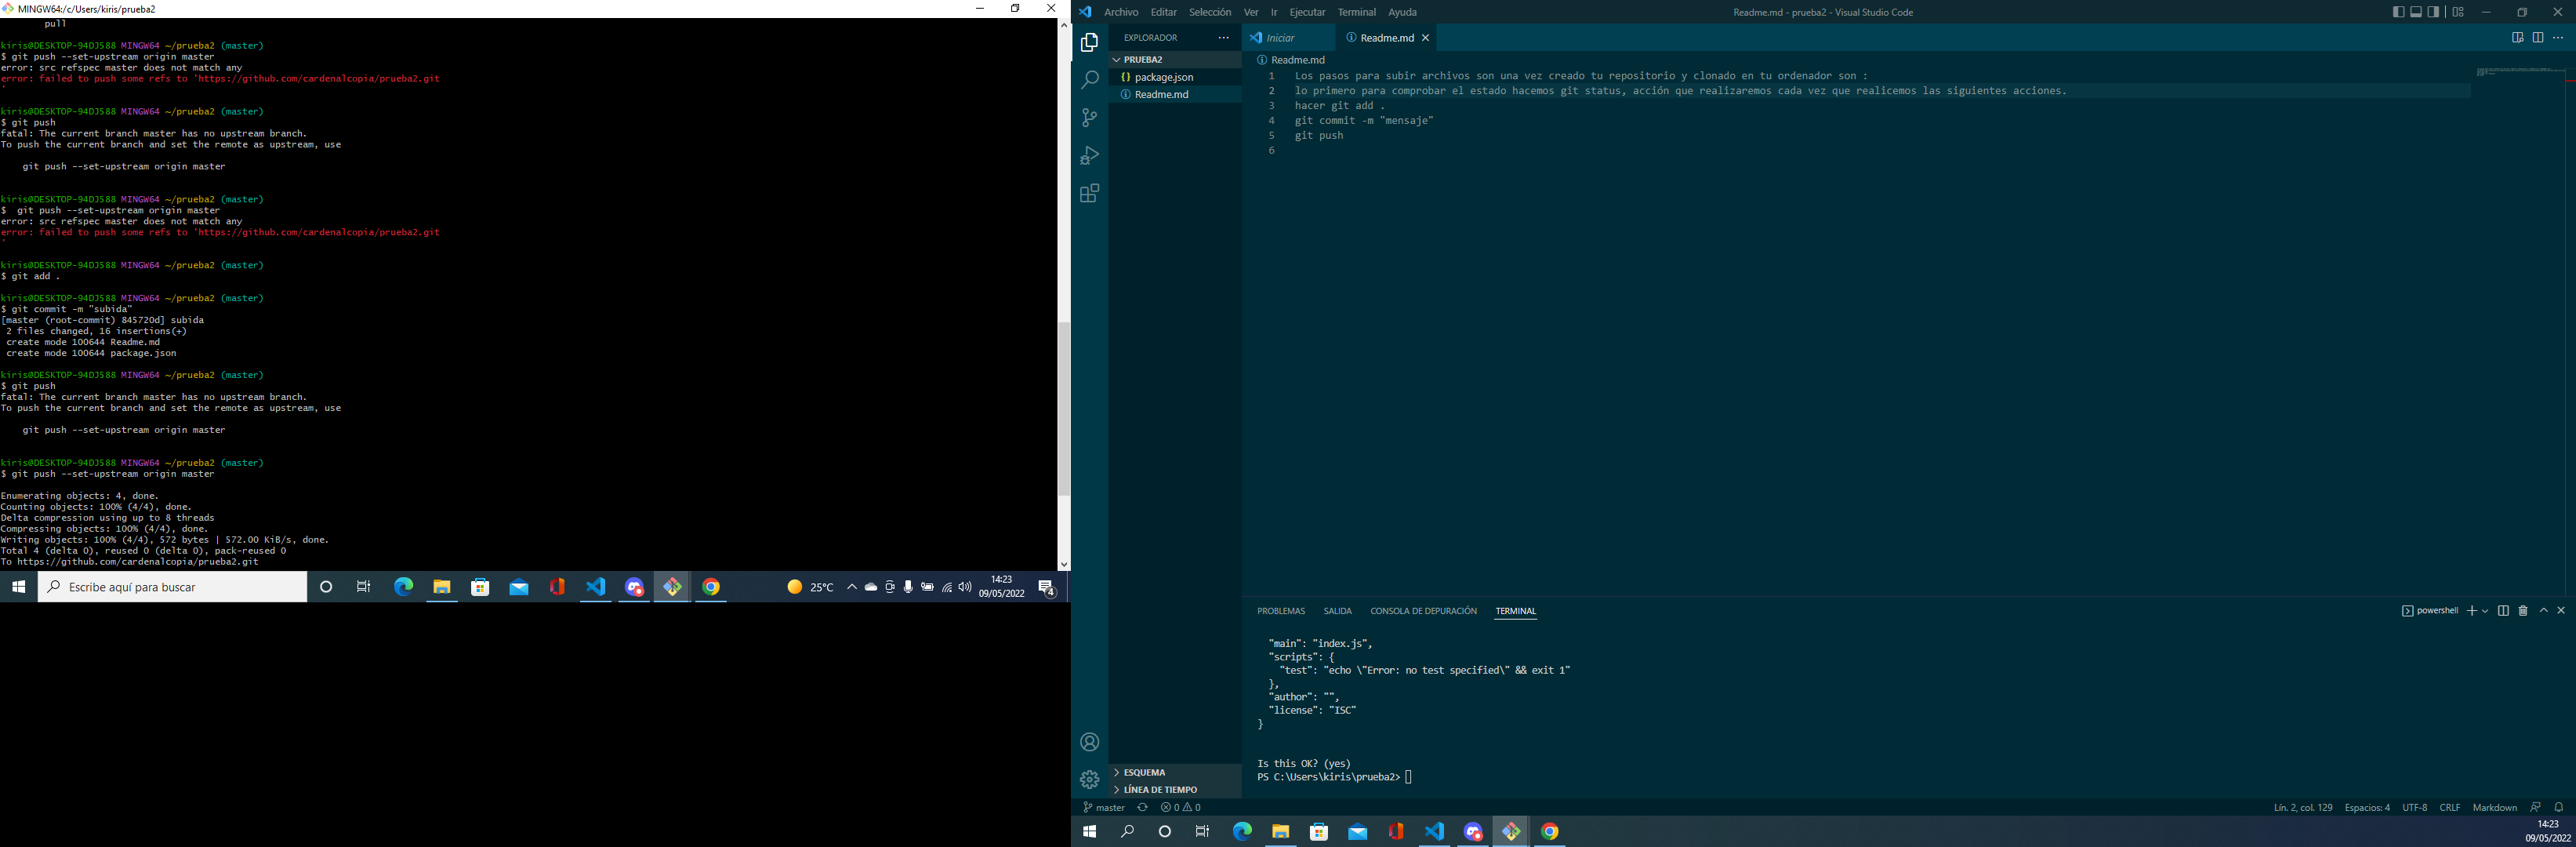 MINGW64:/c/Users/kiris/prueba2
pull
kiris@DESKTOP-94DJ588 MINGW64 ~/prueba2 (master)
$ git push --set-upstream origin master
error: src refspec master does not match any
error: failed to push some refs to 'https://github.com/cardenalcopia/prueba2.git
'
kiris@DESKTOP-94DJ588 MINGW64 ~/prueba2 (master)
$ git push
fatal: The current branch master has no upstream branch.
To push the current branch and set the remote as upstream, use
git push --set-upstream origin master
kiris@DESKTOP-94DJ588 MINGW64 ~/prueba2 (master)
$  git push --set-upstream origin master
error: src refspec master does not match any
error: failed to push some refs to 'https://github.com/cardenalcopia/prueba2.git
'
kiris@DESKTOP-94DJ588 MINGW64 ~/prueba2 (master)
$ git add .
kiris@DESKTOP-94DJ588 MINGW64 ~/prueba2 (master)
$ git commit -m "subida"
[master (root-commit) 845720d] subida
2 files changed, 16 insertions(+)
create mode 100644 Readme.md
create mode 100644 package.json
kiris@DESKTOP-94DJ588 MINGW64 ~/prueba2 (master)
$ git push
fatal: The current branch master has no upstream branch.
To push the current branch and set the remote as upstream, use
git push --set-upstream origin master
kiris@DESKTOP-94DJ588 MINGW64 ~/prueba2 (master)
$ git push --set-upstream origin master
Enumerating objects: 4, done.
Counting objects: 100% (4/4), done.
Delta compression using up to 8 threads
Compressing objects: 100% (4/4), done.
Writing objects: 100% (4/4), 572 bytes | 572.00 KiB/s, done.
Total 4 (delta 0), reused 0 (delta 0), pack-reused 0
To https://github.com/cardenalcopia/prueba2.git
Escribe aquí para buscar
25°C
14:23
09/05/2022
4
Archivo Editar Selección Ver Ir Ejecutar Terminal Ayuda
Readme.md - prueba2 - Visual Studio Code
EXPLORADOR
PRUEBA2
{} package.json
Readme.md
Iniciar
Readme.md
Readme.md
1 Los pasos para subir archivos son una vez creado tu repositorio y clonado en tu ordenador son :
2 lo primero para comprobar el estado hacemos git status, acción que realizaremos cada vez que realicemos las siguientes acciones.
3 hacer git add .
4 git commit -m "mensaje"
5 git push
6
PROBLEMAS SALIDA CONSOLA DE DEPURACIÓN TERMINAL
powershell
"main": "index.js",
"scripts": {
"test": "echo \"Error: no test specified\" && exit 1"
},
"author": "",
"license": "ISC"
}
Is this OK? (yes)
PS C:\Users\kiris\prueba2>
ESQUEMA
LÍNEA DE TIEMPO
master
0 0
Lín. 2, col. 129 Espacios: 4 UTF-8 CRLF Markdown
14:23
09/05/2022